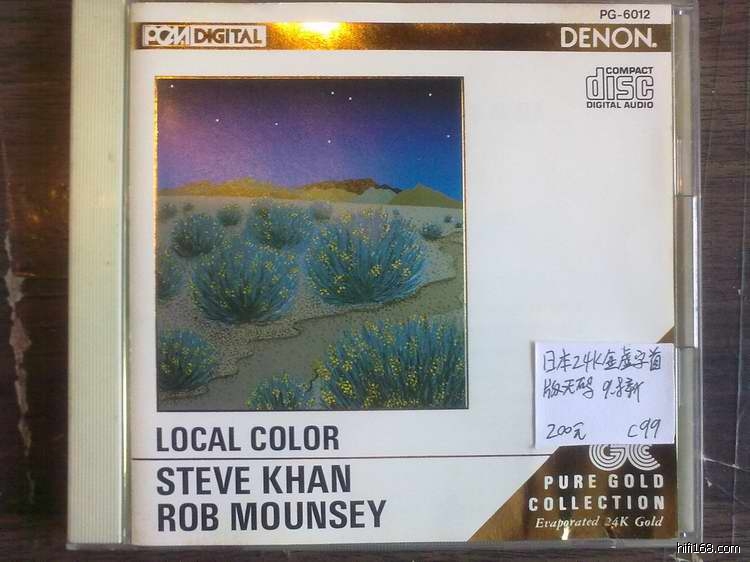 PG-6012
PCM DIGITAL
DENON.
COMPACT
disc
DIGITAL AUDIO
日本24K金虚字首
版无码 9.8新
200元 C99
LOCAL COLOR
STEVE KHAN
ROB MOUNSEY
GC
PURE GOLD
COLLECTION
Evaporated 24K Gold
hifi168.com